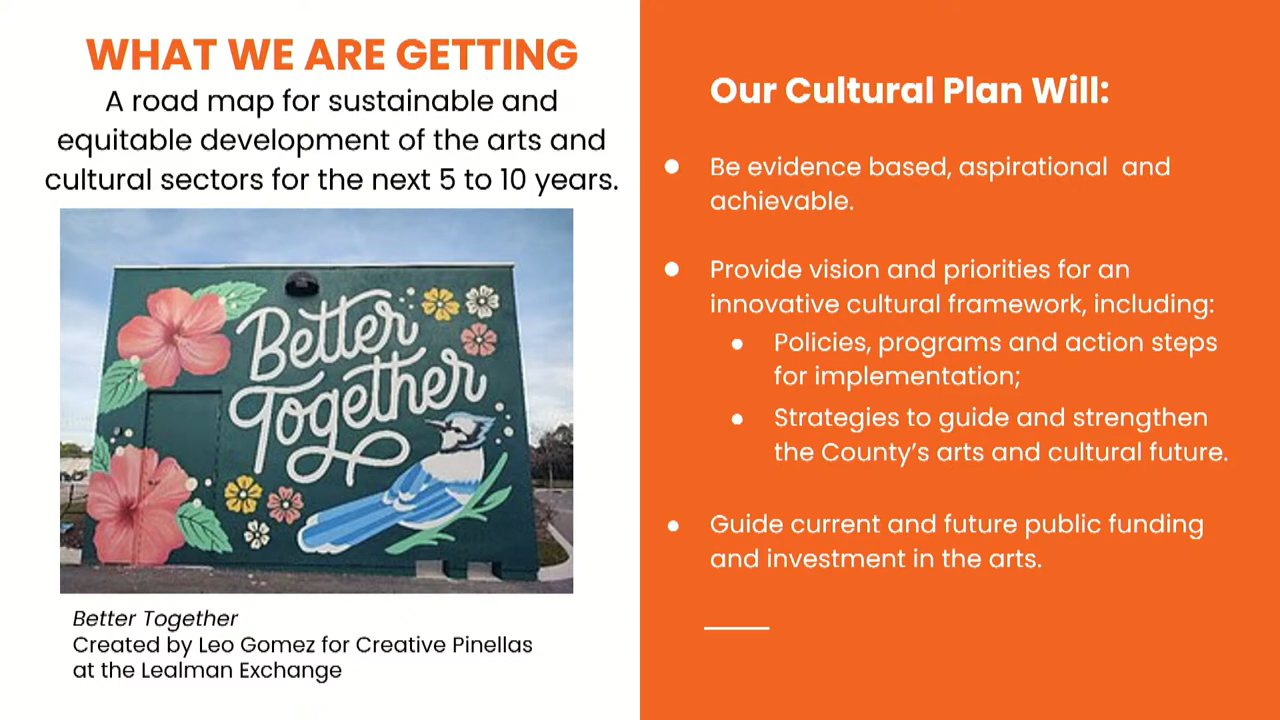 WHAT WE ARE GETTING
A road map for sustainable and
equitable development of the arts and
cultural sectors for the next 5 to 10 years.
Better
Together
Better Together
Created by Leo Gomez for Creative Pinellas
at the Lealman Exchange
Our Cultural Plan Will:
● Be evidence based, aspirational  and
achievable.
● Provide vision and priorities for an
innovative cultural framework, including:
● Policies, programs and action steps
for implementation;
● Strategies to guide and strengthen
the County's arts and cultural future.
● Guide current and future public funding
and investment in the arts.